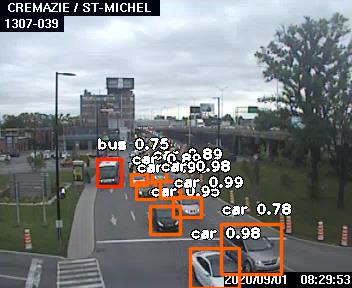 CREMAZIE / ST-MICHEL
1307-039
bus 0.75
car 0.99
car 0.95
car 0.78
car 0.98
2020/09/01 08:29:53